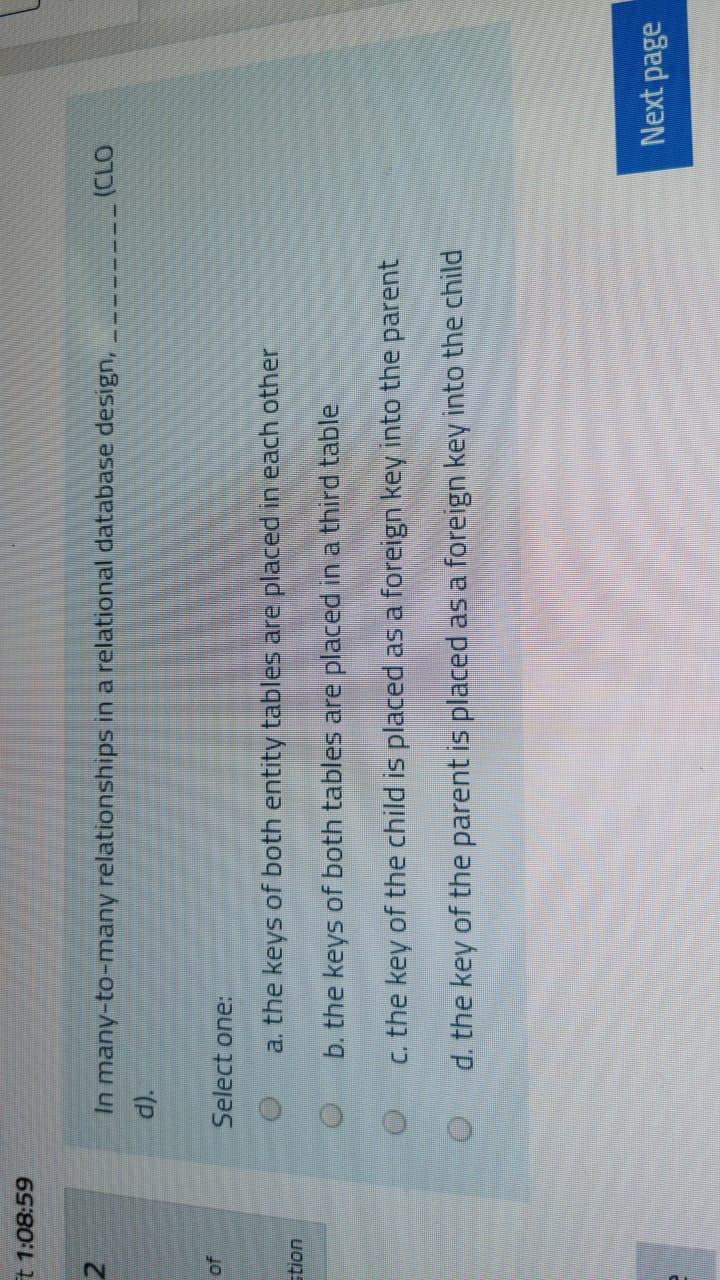 1:08:59
2
In many-to-many relationships in a relational database design, ________ (CLO
d).
of
Select one:
a. the keys of both entity tables are placed in each other
stion
b. the keys of both tables are placed in a third table
c. the key of the child is placed as a foreign key into the parent
d. the key of the parent is placed as a foreign key into the child
Next page